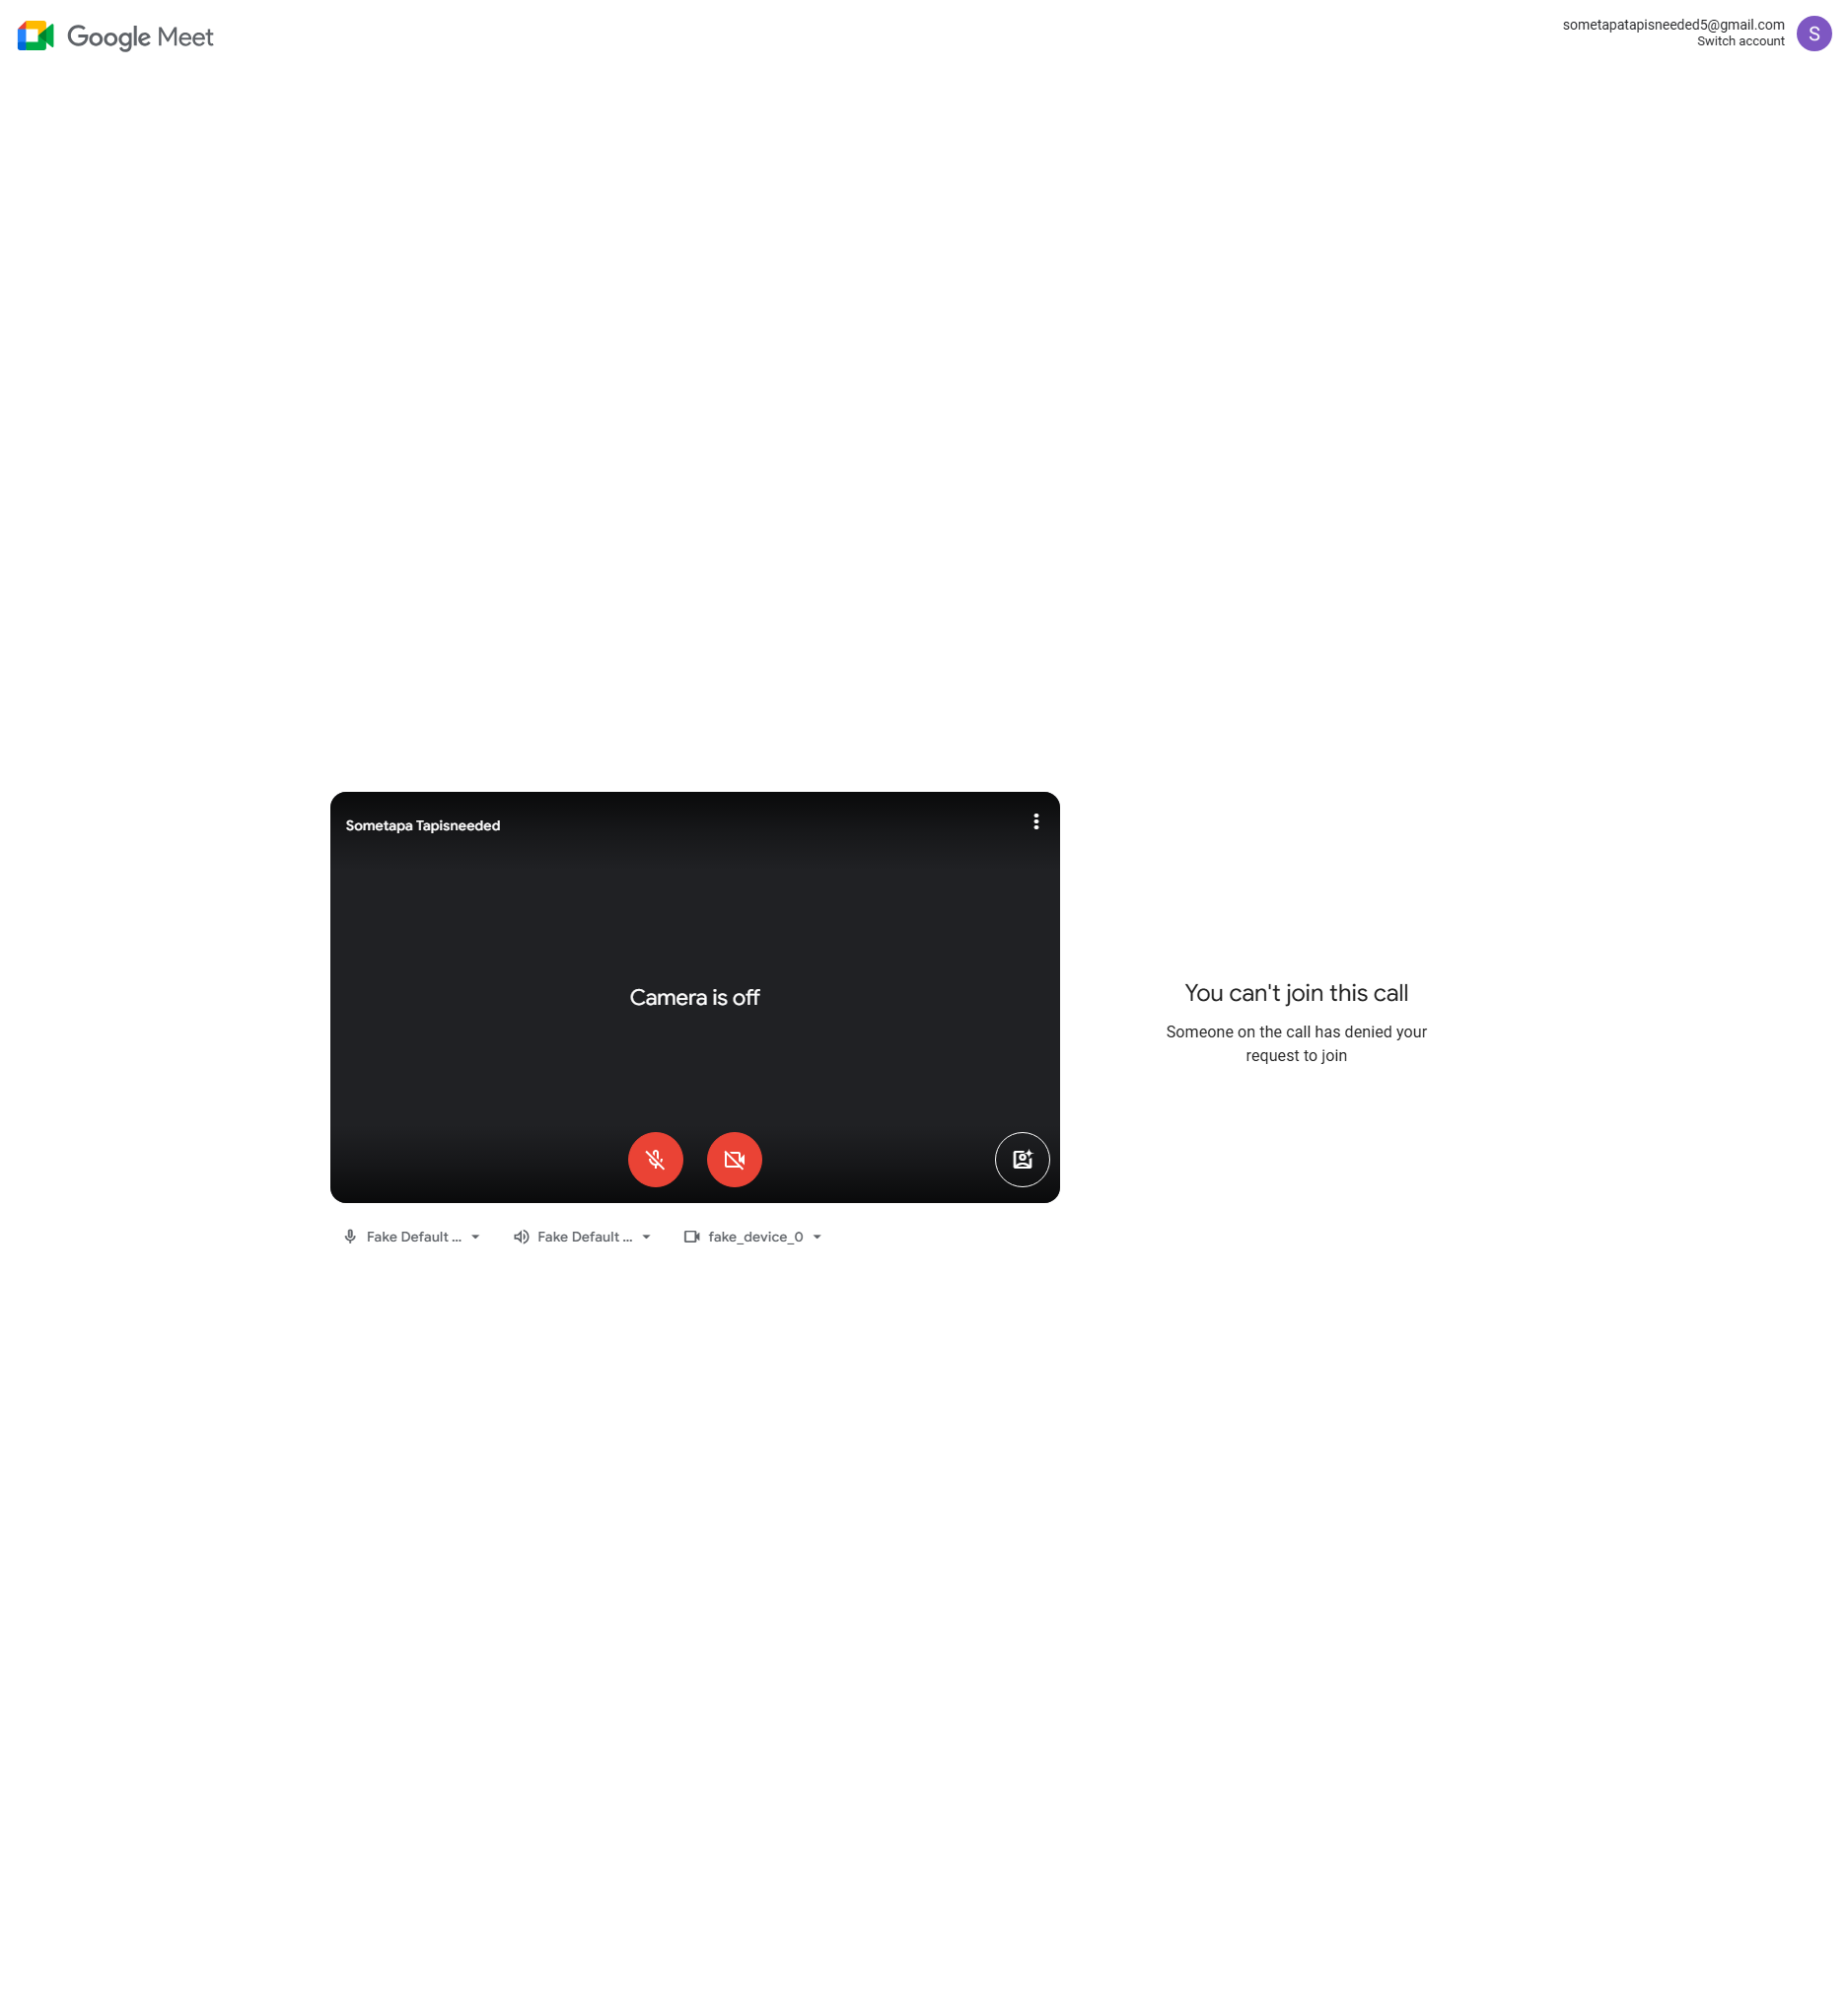 Google Meet
sometapatapisneeded5@gmail.com
Switch account
S
Sometapa Tapisneeded
Camera is off
You can't join this call
Someone on the call has denied your
request to join
Fake Default ...
Fake Default ...
fake_device_0